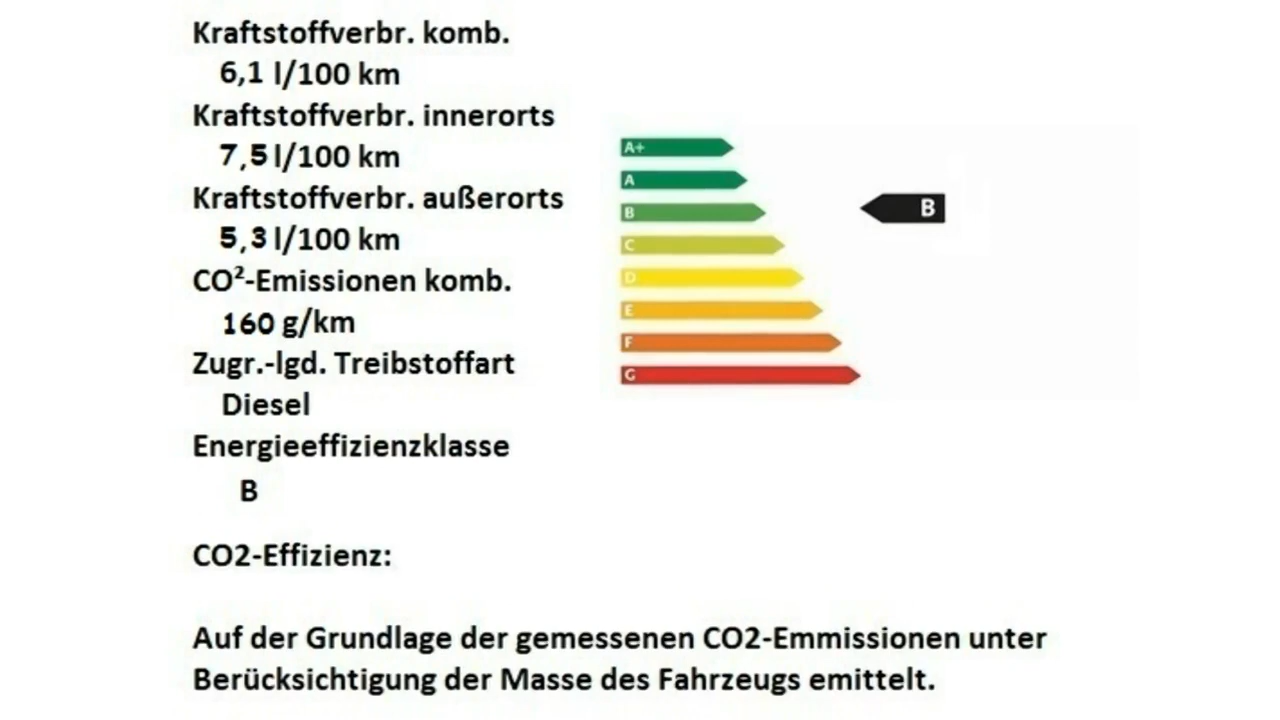 Kraftstoffverbr. komb.
6,1 l/100 km
Kraftstoffverbr. innerorts
7,5 l/100 km
Kraftstoffverbr. außerorts
5,3 l/100 km
CO²-Emissionen komb.
160 g/km
Zugr.-lgd. Treibstoffart
Diesel
Energieeffizienzklasse
B
A+
A
B
C
D
E
F
G
B
CO2-Effizienz:
Auf der Grundlage der gemessenen CO2-Emmissionen unter
Berücksichtigung der Masse des Fahrzeugs emittelt.